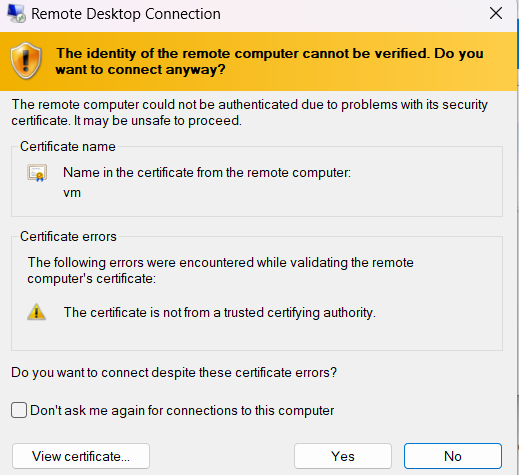 Remote Desktop Connection
The identity of the remote computer cannot be verified. Do you
want to connect anyway?
The remote computer could not be authenticated due to problems with its security
certificate. It may be unsafe to proceed.
Certificate name
Name in the certificate from the remote computer:
vm
Certificate errors
The following errors were encountered while validating the remote
computer's certificate:
The certificate is not from a trusted certifying authority.
Do you want to connect despite these certificate errors?
Don't ask me again for connections to this computer
View certificate... Yes No